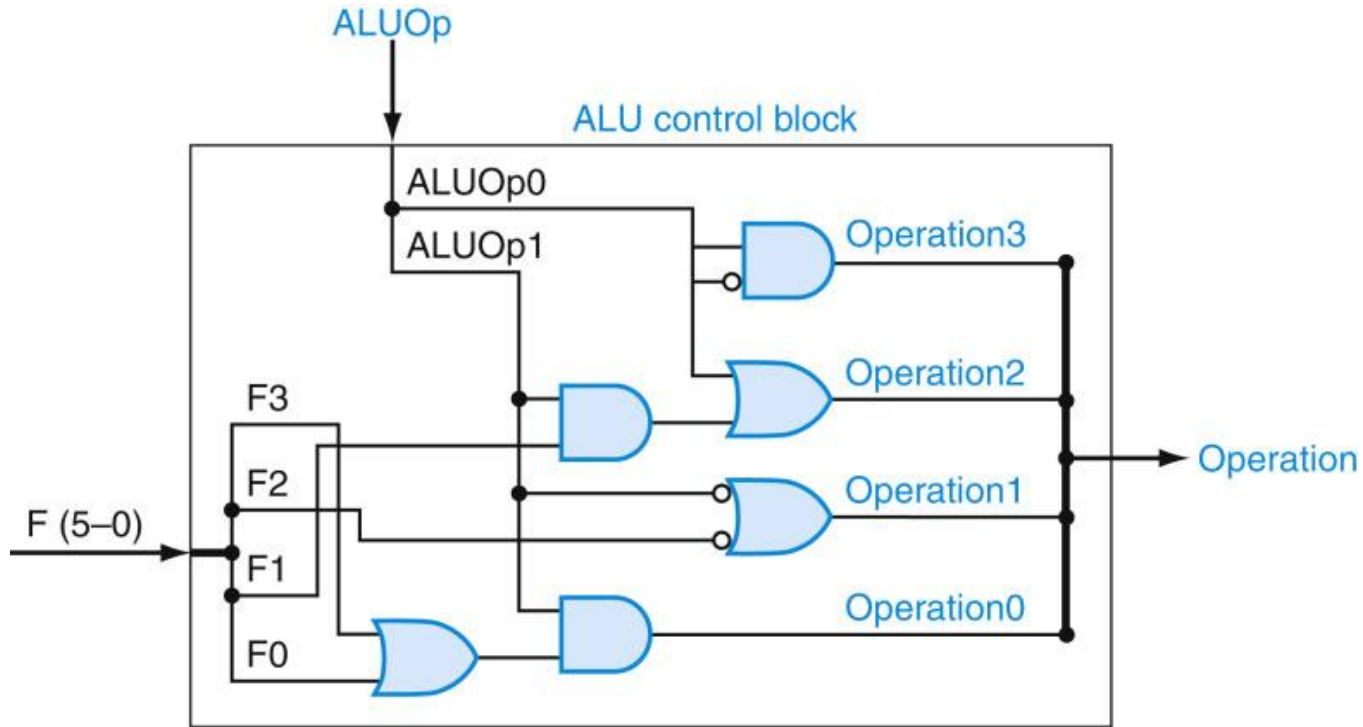 ALUOp
ALU control block
ALUOp0
ALUOp1
Operation3
Operation2
F3
F2
Operation1
Operation
F (5–0)
F1
Operation0
F0